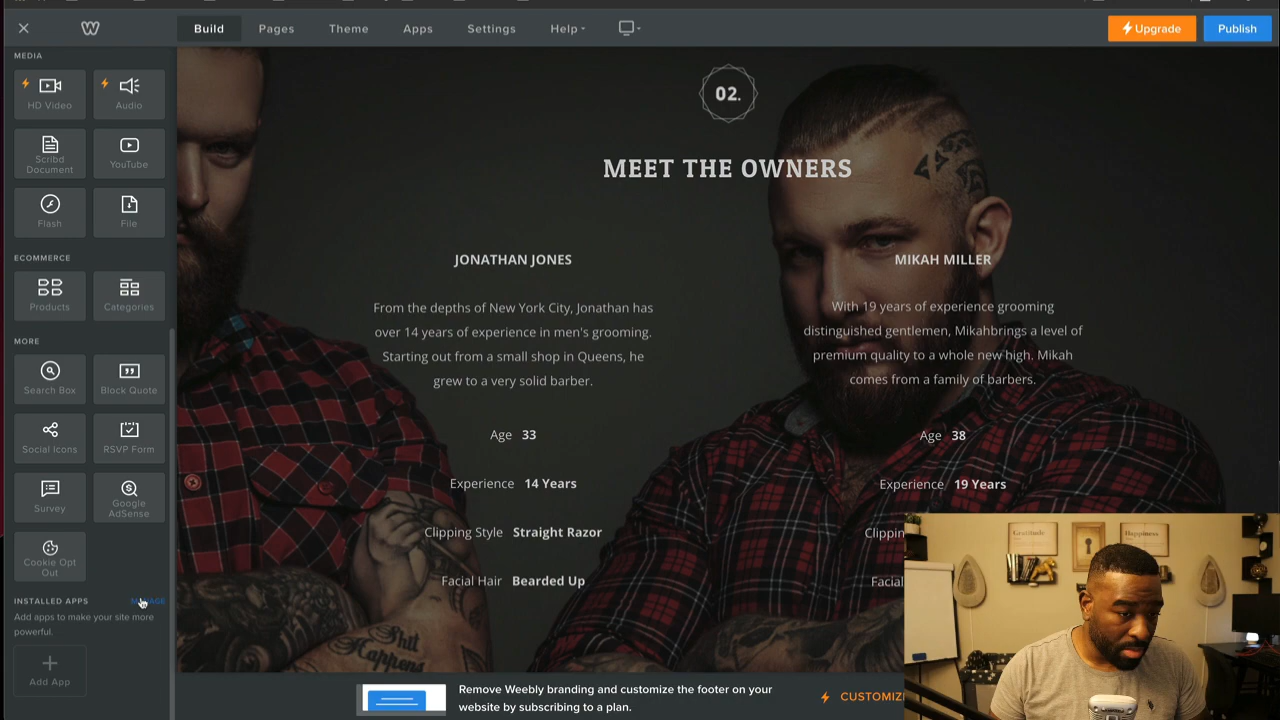 Build
Pages
Theme
Apps
Settings
Help
Upgrade
Publish
MEDIA
HD Video
Audio
Scribd
Document
YouTube
Flash
File
ECOMMERCE
Products
Categories
MORE
Search Box
Block Quote
Social Icons
RSVP Form
Survey
Google
AdSense
Cookie Opt
Out
INSTALLED APPS
MANAGE
Add apps to make your site more
powerful.
Add App
02.
MEET THE OWNERS
JONATHAN JONES
From the depths of New York City, Jonathan has
over 14 years of experience in men's grooming.
Starting out from a small shop in Queens, he
grew to a very solid barber.
Age 33
Experience 14 Years
Clipping Style Straight Razor
Facial Hair Bearded Up
MIKAH MILLER
With 19 years of experience grooming
distinguished gentlemen, Mikahbrings a level of
premium quality to a whole new high. Mikah
comes from a family of barbers.
Age 38
Experience 19 Years
Clippin
Facial
Shit
Happens
Gratitude
Happiness
Remove Weebly branding and customize the footer on your
website by subscribing to a plan.
CUSTOMIZ